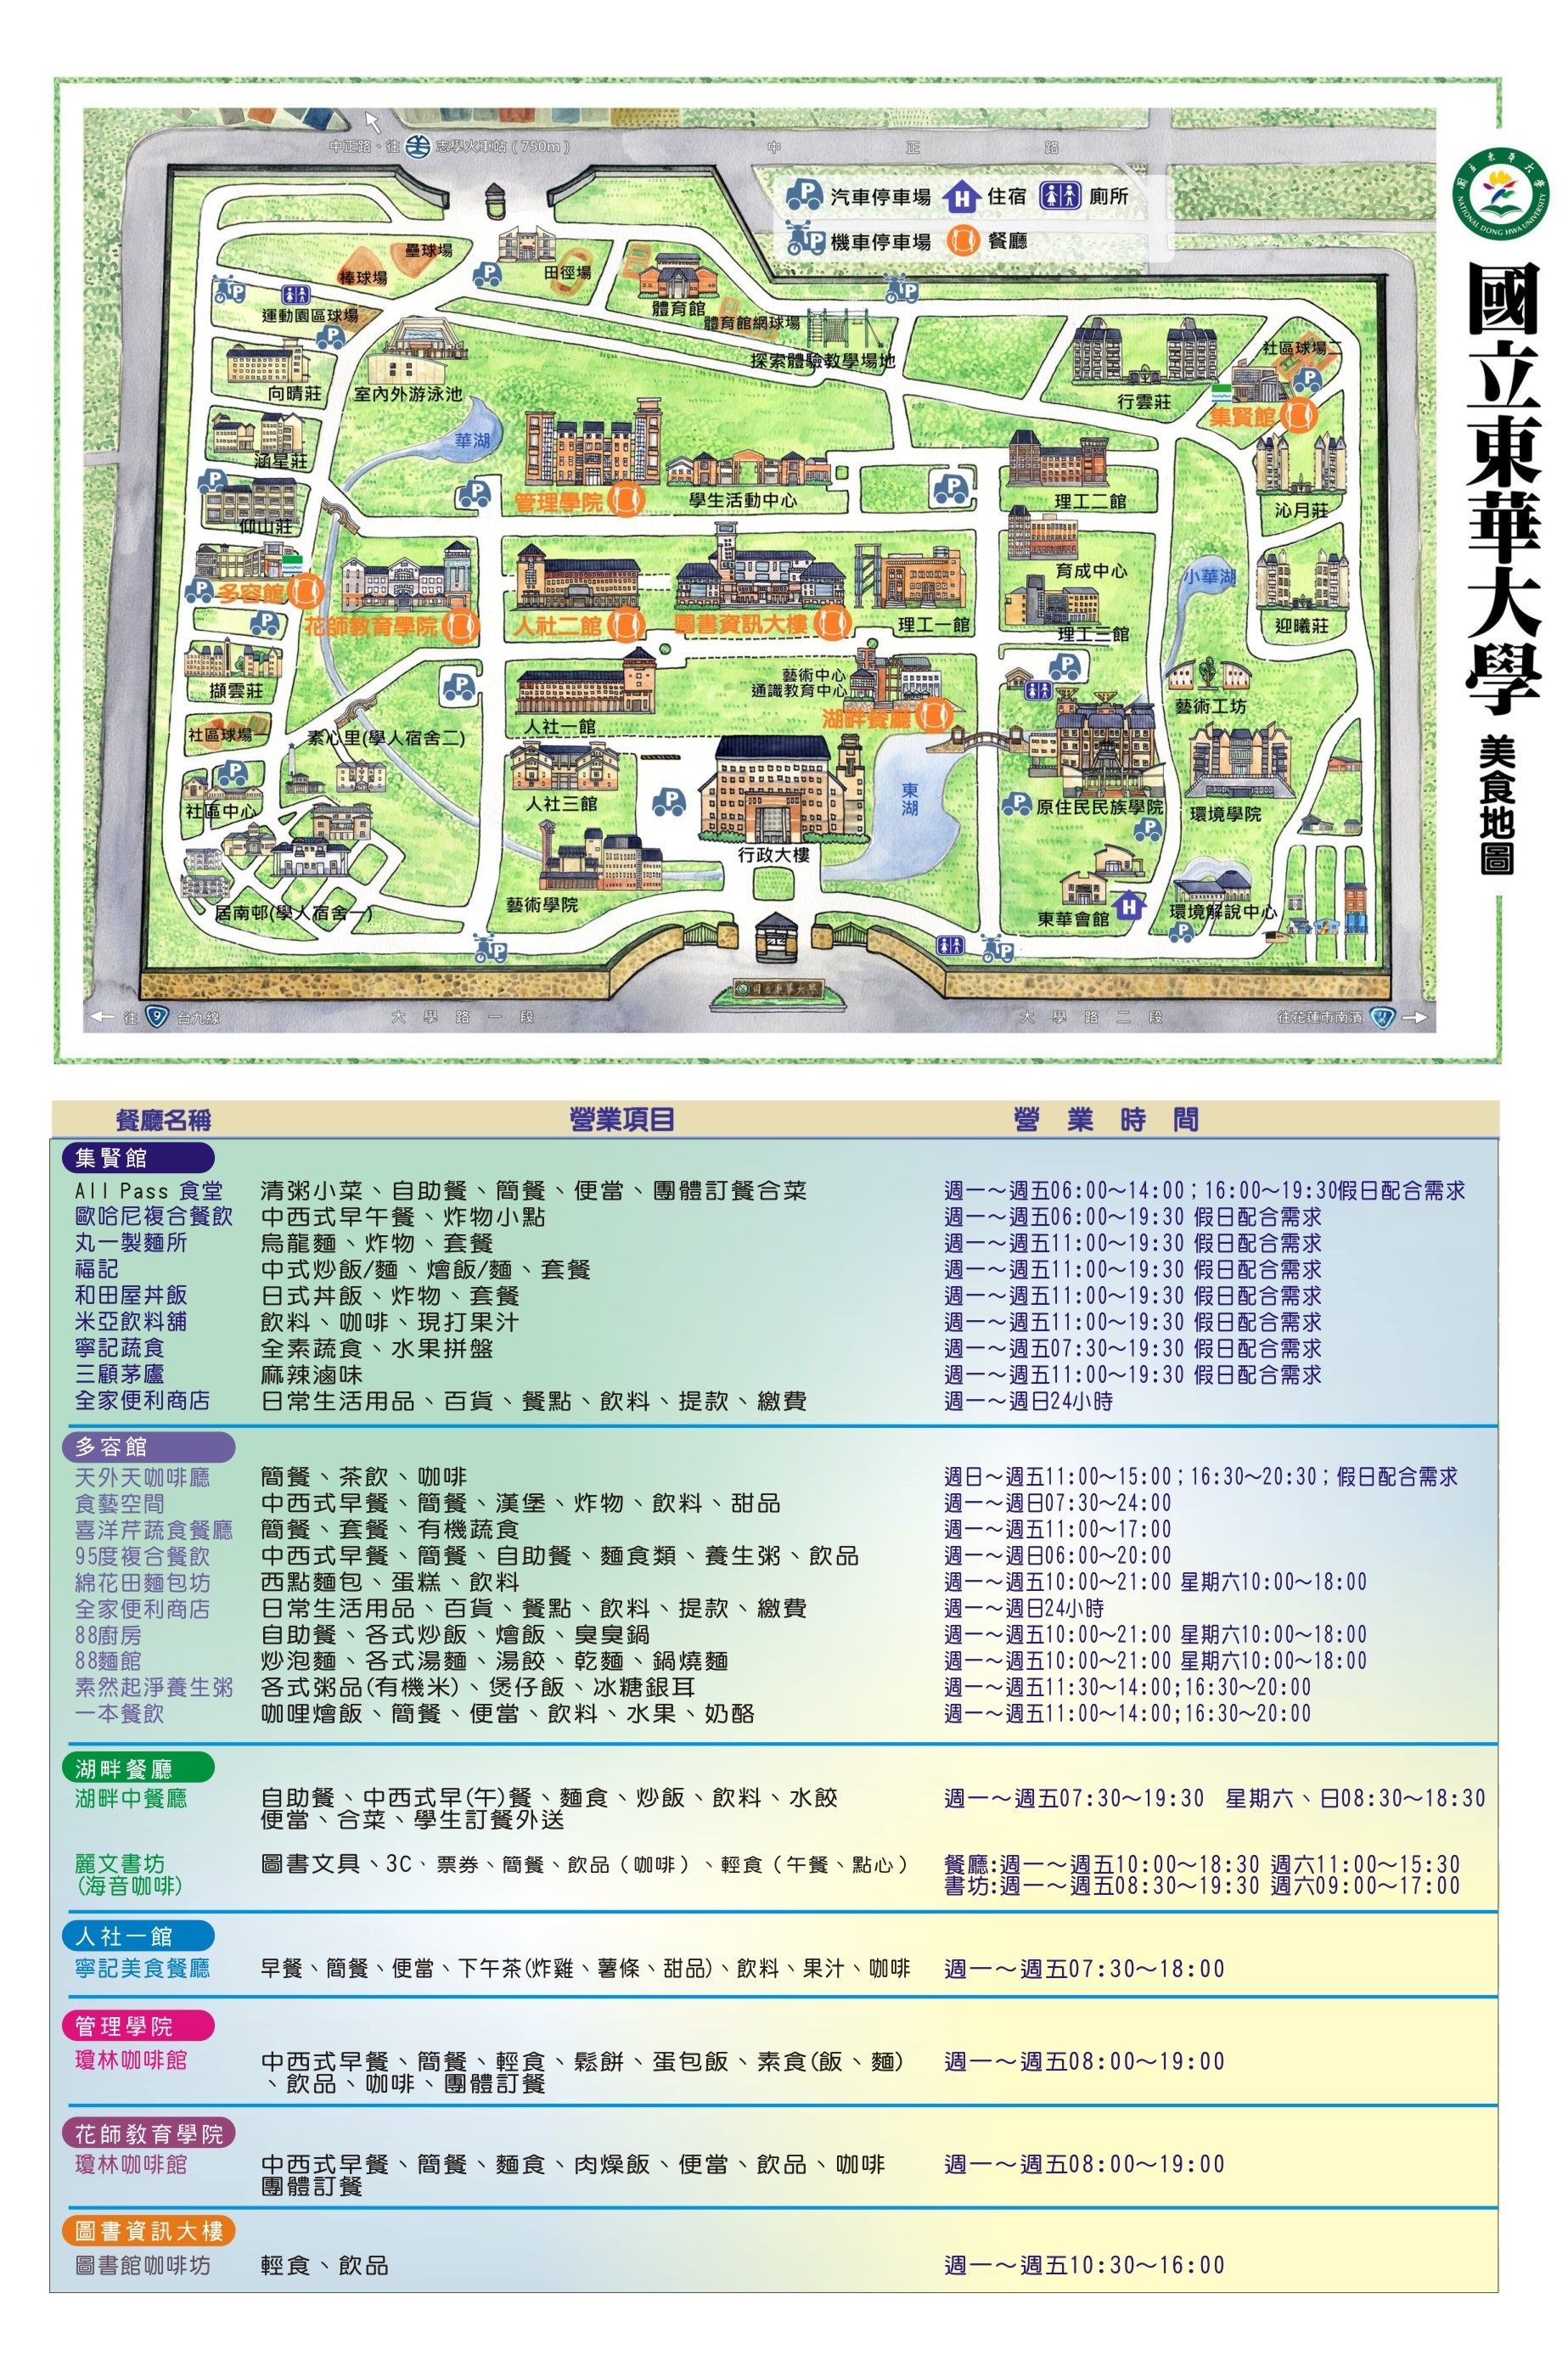 中正路、往 志學火車站(750m)
中 正 路
汽車停車場 住宿 廁所
機車停車場 餐廳
國立東華大學
NATIONAL DONG HWA UNIVERSITY
國立東華大學 美食地圖
壘球場
棒球場
田徑場
運動園區球場
體育館
體育館網球場
探索體驗教學場地
社區球場二
向晴莊
室內外游泳池
行雲莊
集賢館
FamilyMart
華湖
涵星莊
管理學院
學生活動中心
理工二館
沁月莊
仰山莊
育成中心
小華湖
多容館
FamilyMart
花師教育學院
人社二館
圖書資訊大樓
理工一館
理工三館
迎曦莊
擷雲莊
藝術中心
通識教育中心
湖畔餐廳
藝術工坊
社區球場一
素心里(學人宿舍二)
人社一館
社區中心
人社三館
東湖
原住民民族學院
環境學院
行政大樓
藝術學院
居南邨(學人宿舍一)
東華會館
H
環境解說中心
國立東華大學
往 9 台九線
大 學 路 一 段
大 學 路 二 段
往花蓮市南濱 11
餐廳名稱 營業項目 營 業 時 間
集賢館
All Pass 食堂 清粥小菜、自助餐、簡餐、便當、團體訂餐合菜 週一～週五06:00～14:00；16:00～19:30假日配合需求
歐哈尼複合餐飲 中西式早午餐、炸物小點 週一～週五06:00～19:30 假日配合需求
丸一製麵所 烏龍麵、炸物、套餐 週一～週五11:00～19:30 假日配合需求
福記 中式炒飯/麵、燴飯/麵、套餐 週一～週五11:00～19:30 假日配合需求
和田屋丼飯 日式丼飯、炸物、套餐 週一～週五11:00～19:30 假日配合需求
米亞飲料舖 飲料、咖啡、現打果汁 週一～週五11:00～19:30 假日配合需求
寧記蔬食 全素蔬食、水果拼盤 週一～週五07:30～19:30 假日配合需求
三顧茅廬 麻辣滷味 週一～週五11:00～19:30 假日配合需求
全家便利商店 日常生活用品、百貨、餐點、飲料、提款、繳費 週一～週日24小時
多容館
天外天咖啡廳 簡餐、茶飲、咖啡 週日～週五11:00～15:00；16:30～20:30；假日配合需求
食藝空間 中西式早餐、簡餐、漢堡、炸物、飲料、甜品 週一～週日07:30～24:00
喜洋芹蔬食餐廳 簡餐、套餐、有機蔬食 週一～週五11:00～17:00
95度複合餐飲 中西式早餐、簡餐、自助餐、麵食類、養生粥、飲品 週一～週日06:00～20:00
綿花田麵包坊 西點麵包、蛋糕、飲料 週一～週五10:00～21:00 星期六10:00～18:00
全家便利商店 日常生活用品、百貨、餐點、飲料、提款、繳費 週一～週日24小時
88廚房 自助餐、各式炒飯、燴飯、臭臭鍋 週一～週五10:00～21:00 星期六10:00～18:00
88麵館 炒泡麵、各式湯麵、湯餃、乾麵、鍋燒麵 週一～週五10:00～21:00 星期六10:00～18:00
素然起淨養生粥 各式粥品(有機米)、煲仔飯、冰糖銀耳 週一～週五11:30～14:00;16:30～20:00
一本餐飲 咖哩燴飯、簡餐、便當、飲料、水果、奶酪 週一～週五11:00～14:00;16:30～20:00
湖畔餐廳
湖畔中餐廳 自助餐、中西式早(午)餐、麵食、炒飯、飲料、水餃 週一～週五07:30～19:30 星期六、日08:30～18:30
便當、合菜、學生訂餐外送
麗文書坊 圖書文具、3C、票券、簡餐、飲品（咖啡）、輕食（午餐、點心） 餐廳:週一～週五10:00～18:30 週六11:00～15:30
(海音咖啡) 書坊:週一～週五08:30～19:30 週六09:00～17:00
人社一館
寧記美食餐廳 早餐、簡餐、便當、下午茶(炸雞、薯條、甜品)、飲料、果汁、咖啡 週一～週五07:30～18:00
管理學院
瓊林咖啡館 中西式早餐、簡餐、輕食、鬆餅、蛋包飯、素食(飯、麵) 週一～週五08:00～19:00
、飲品、咖啡、團體訂餐
花師教育學院
瓊林咖啡館 中西式早餐、簡餐、麵食、肉燥飯、便當、飲品、咖啡 週一～週五08:00～19:00
團體訂餐
圖書資訊大樓
圖書館咖啡坊 輕食、飲品 週一～週五10:30～16:00